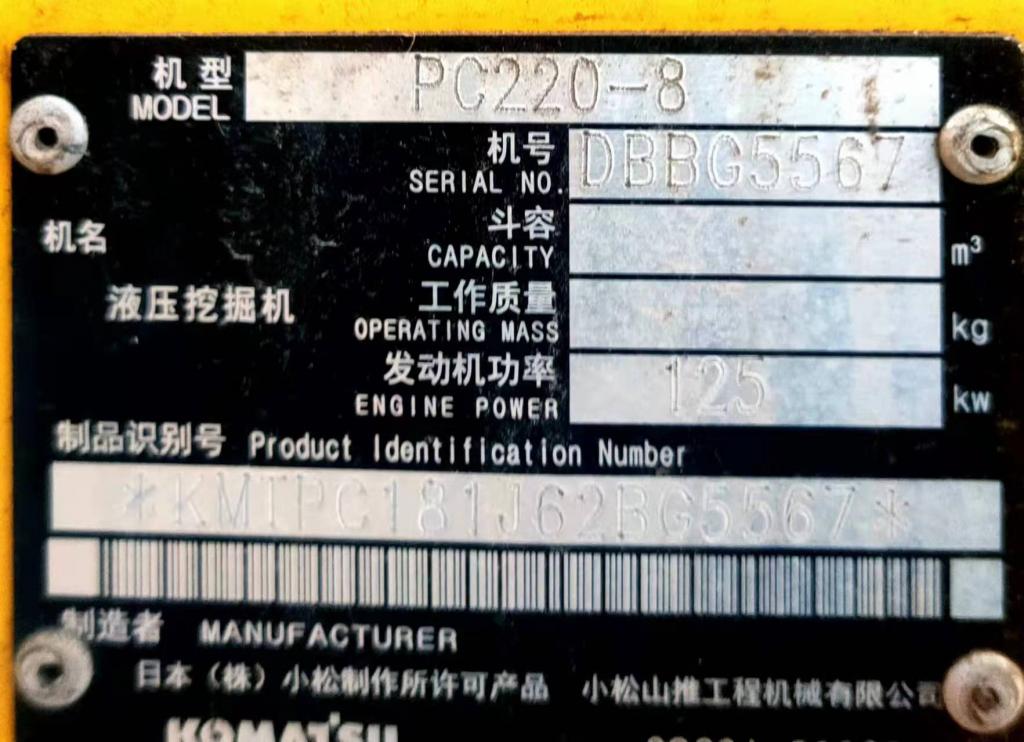 机型 PC220-8
MODEL
机号 DBBG5567
SERIAL NO.
斗容
CAPACITY m³
机名
液压挖掘机
工作质量
OPERATING MASS kg
发动机功率 125
ENGINE POWER kw
制品识别号 Product Identification Number
*KMTPC181J62BG5567*
制造者 MANUFACTURER
日本（株）小松制作所许可产品 小松山推工程机械有限公司
KOMATSU